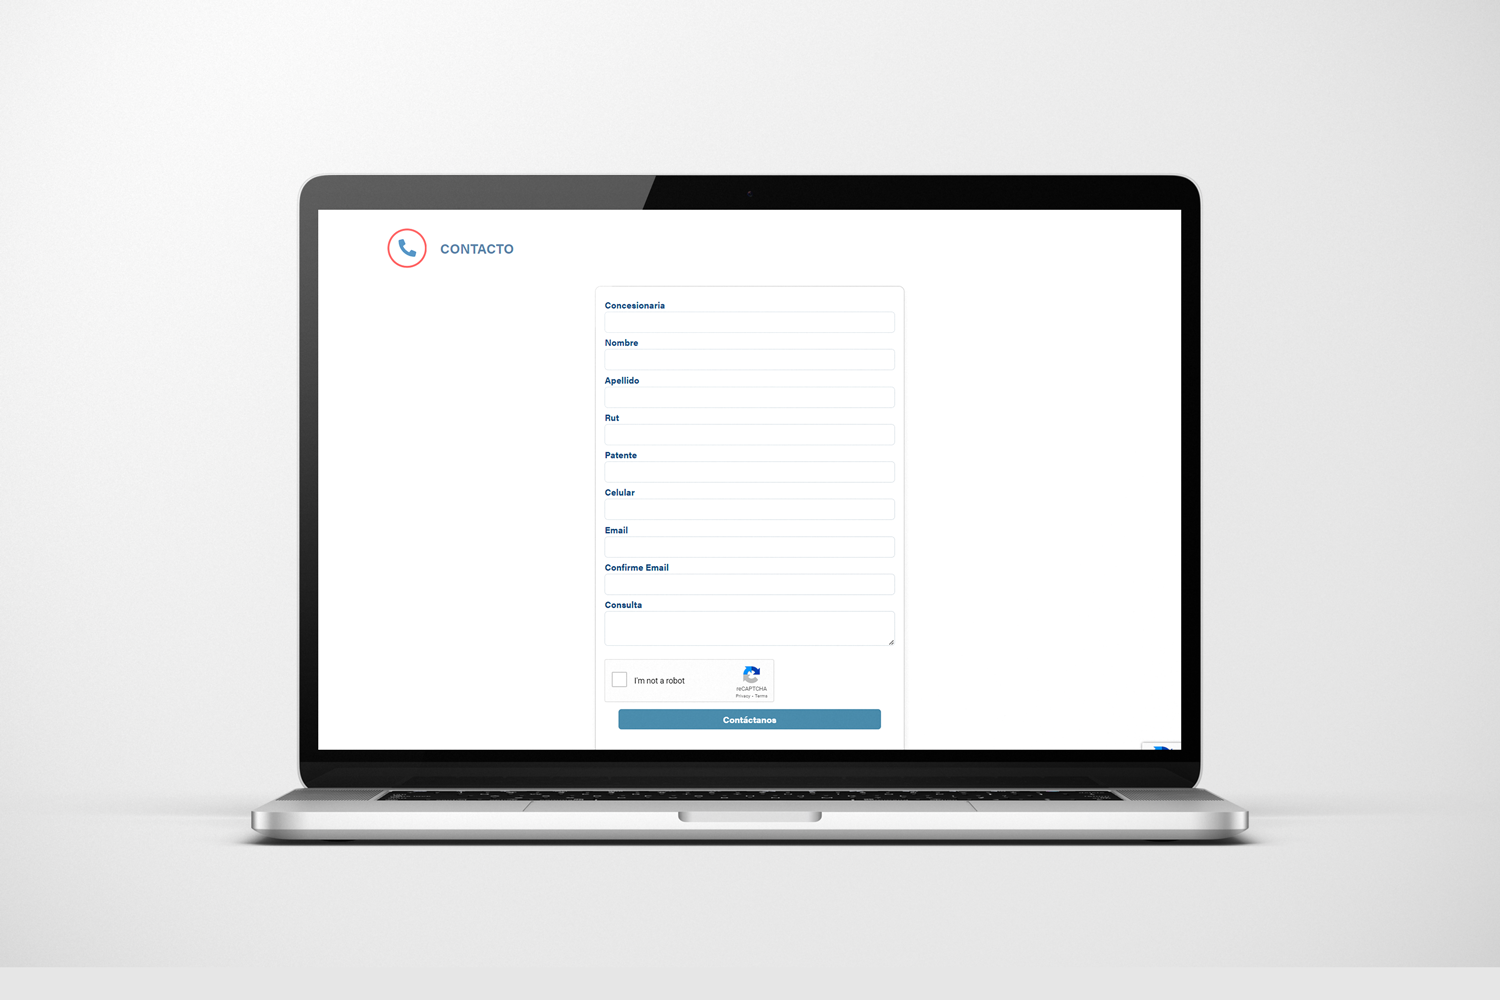 CONTACTO
Concesionaria
Nombre
Apellido
Rut
Patente
Celular
Email
Confirme Email
Consulta
I'm not a robot
reCAPTCHA
Privacy - Terms
Contáctanos